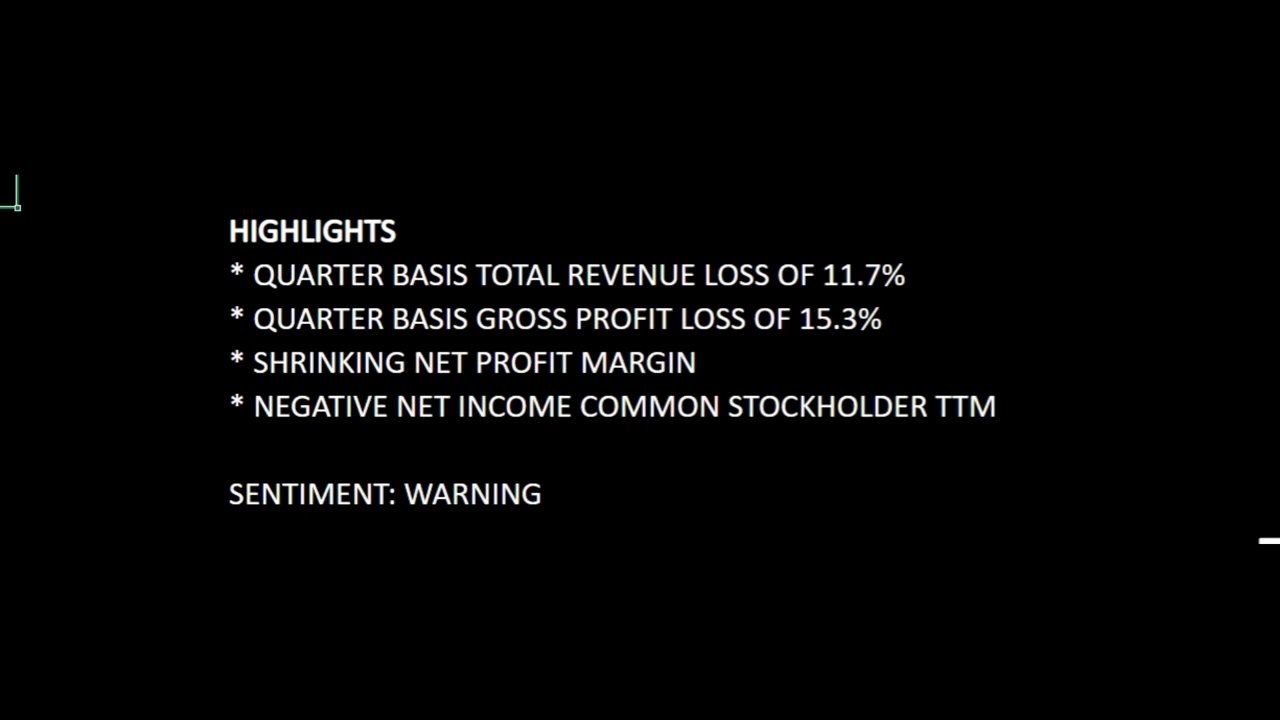 HIGHLIGHTS
* QUARTER BASIS TOTAL REVENUE LOSS OF 11.7%
* QUARTER BASIS GROSS PROFIT LOSS OF 15.3%
* SHRINKING NET PROFIT MARGIN
* NEGATIVE NET INCOME COMMON STOCKHOLDER TTM
SENTIMENT: WARNING